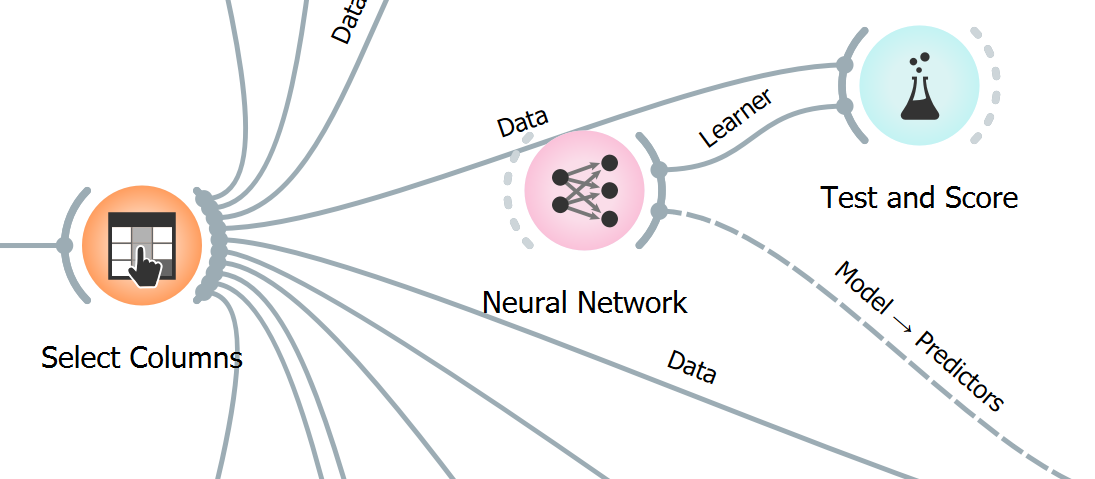 Data
Data
Learner
Test and Score
Model → Predictors
Neural Network
Select Columns
Data